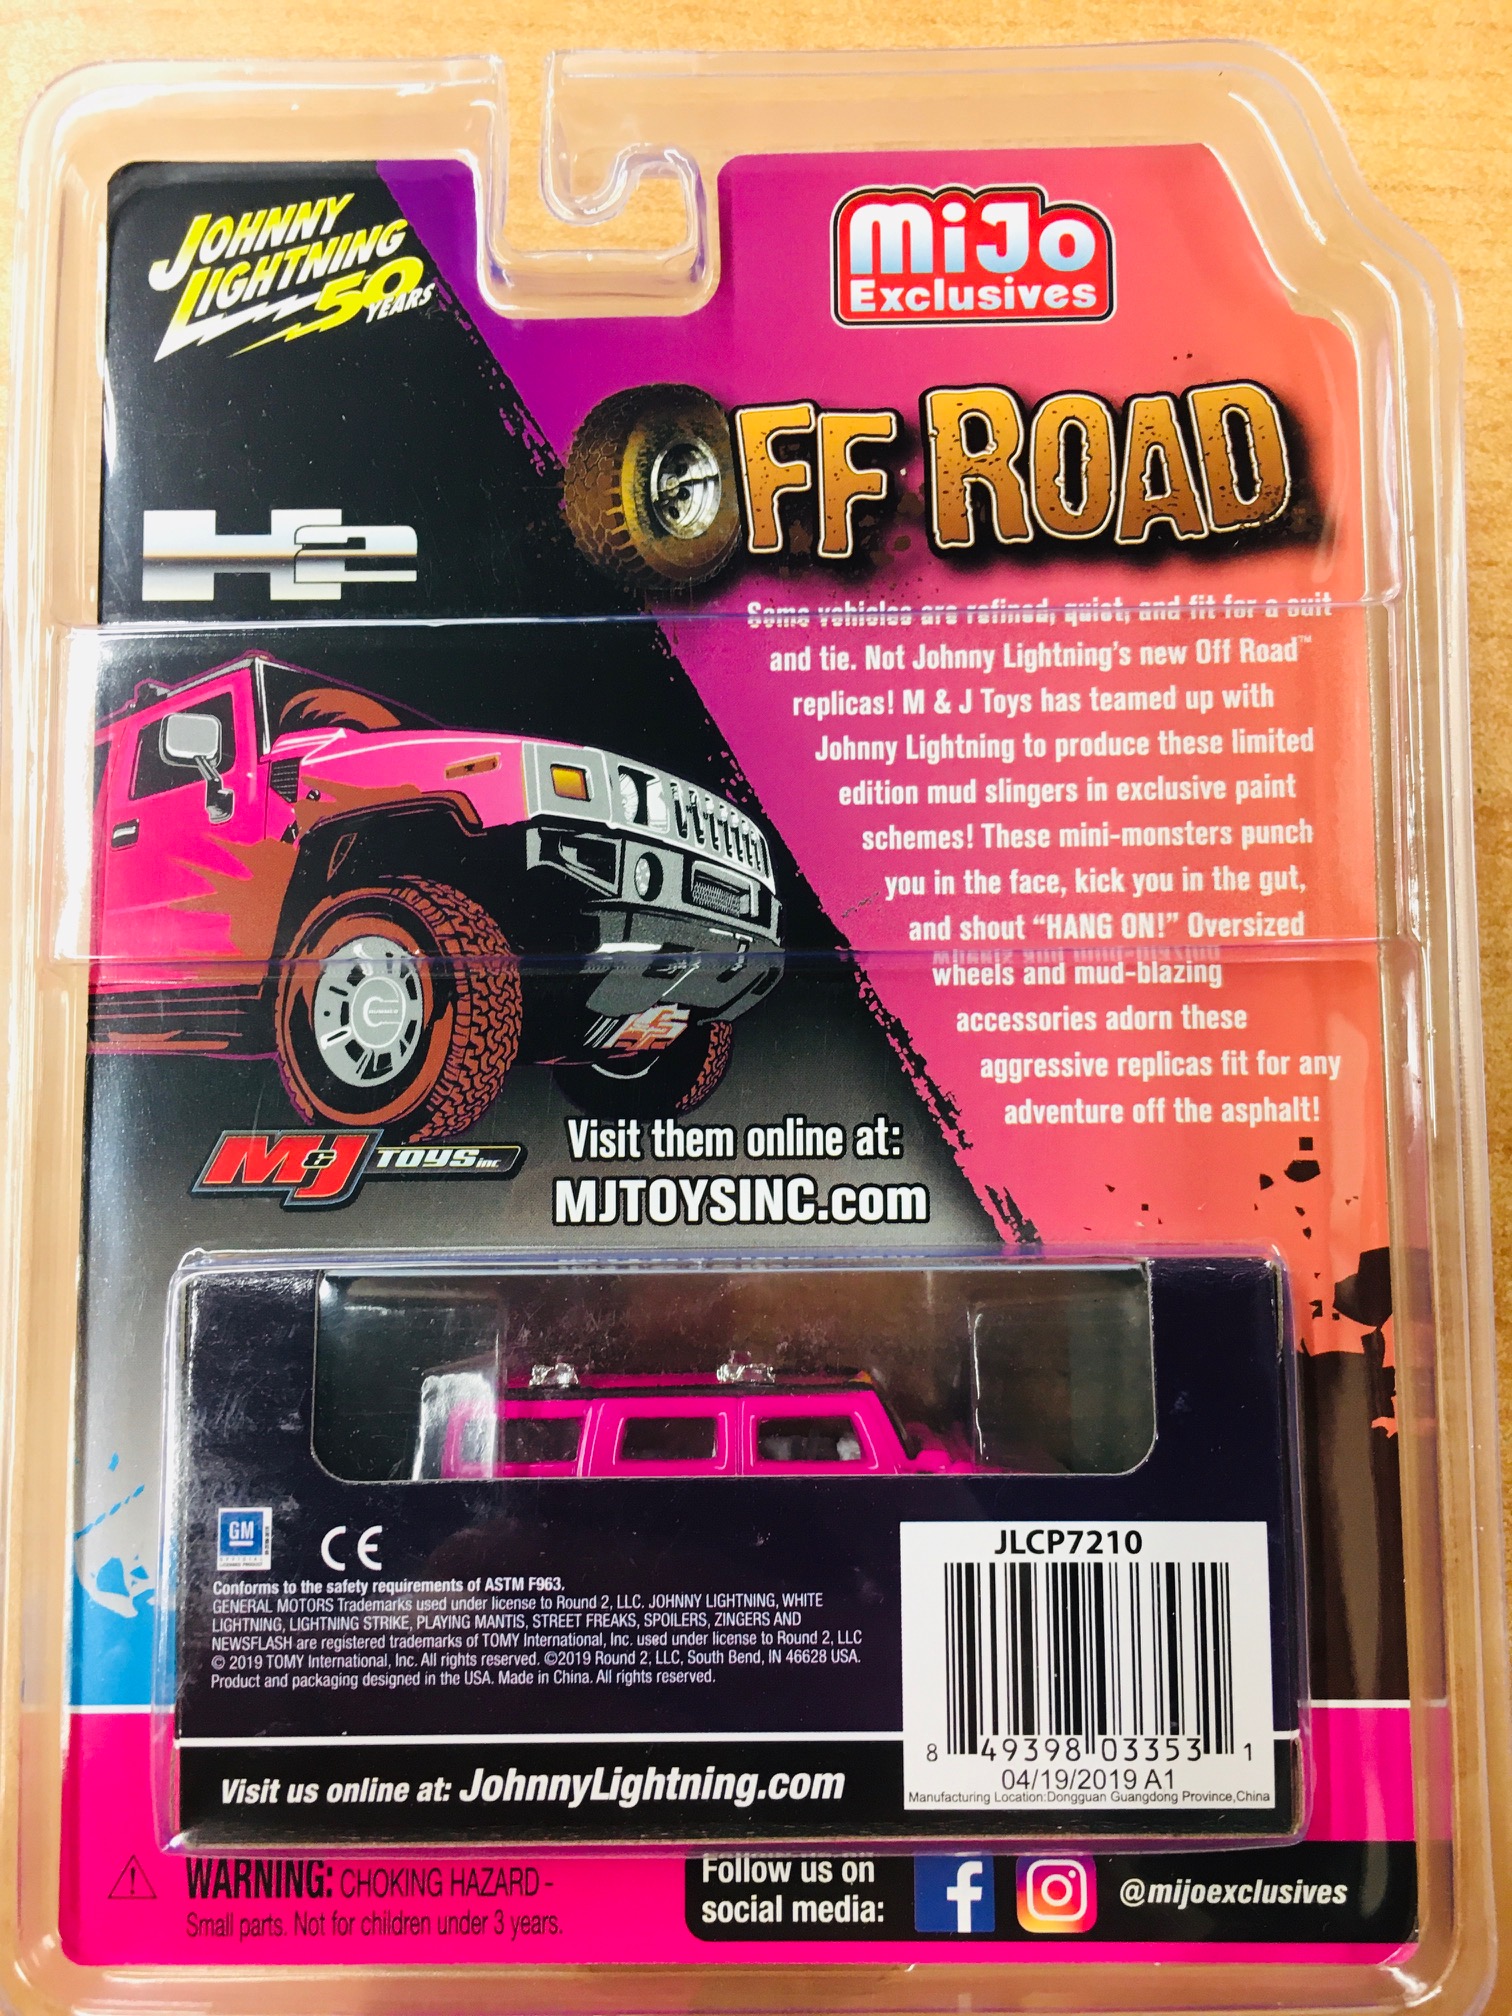 JOHNNY
LIGHTNING
50
YEARS
MiJo
Exclusives
OFF ROAD
H2
Some vehicles are refined, quiet, and fit for a suit
and tie. Not Johnny Lightning's new Off Road™
replicas! M & J Toys has teamed up with
Johnny Lightning to produce these limited
edition mud slingers in exclusive paint
schemes! These mini-monsters punch
you in the face, kick you in the gut,
and shout “HANG ON!” Oversized
wheels and mud-blazing
accessories adorn these
aggressive replicas fit for any
adventure off the asphalt!
M&J TOYS inc.
Visit them online at:
MJTOYSINC.com
GM
CE
Conforms to the safety requirements of ASTM F963.
GENERAL MOTORS Trademarks used under license to Round 2, LLC. JOHNNY LIGHTNING, WHITE
LIGHTNING, LIGHTNING STRIKE, PLAYING MANTIS, STREET FREAKS, SPOILERS, ZINGERS AND
NEWSFLASH are registered trademarks of TOMY International, Inc. used under license to Round 2, LLC
© 2019 TOMY International, Inc. All rights reserved. ©2019 Round 2, LLC, South Bend, IN 46628 USA.
Product and packaging designed in the USA. Made in China. All rights reserved.
JLCP7210
8 49398 03353 1
04/19/2019 A1
Manufacturing Location:Dongguan Guangdong Province,China
Visit us online at: JohnnyLightning.com
WARNING: CHOKING HAZARD -
Small parts. Not for children under 3 years.
Follow us on
social media:
@mijoexclusives